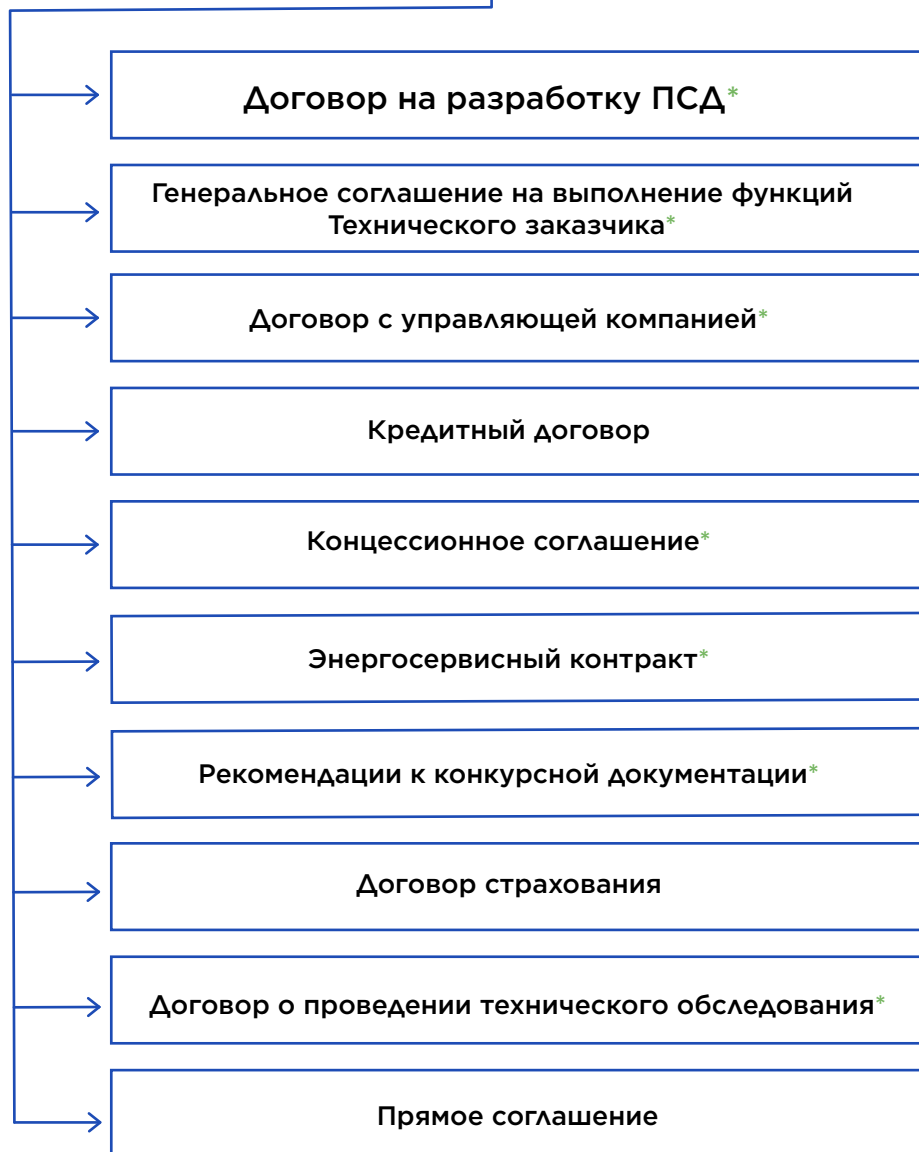 Договор на разработку ПСД*
Генеральное соглашение на выполнение функций
Технического заказчика*
Договор с управляющей компанией*
Кредитный договор
Концессионное соглашение*
Энергосервисный контракт*
Рекомендации к конкурсной документации*
Договор страхования
Договор о проведении технического обследования*
Прямое соглашение